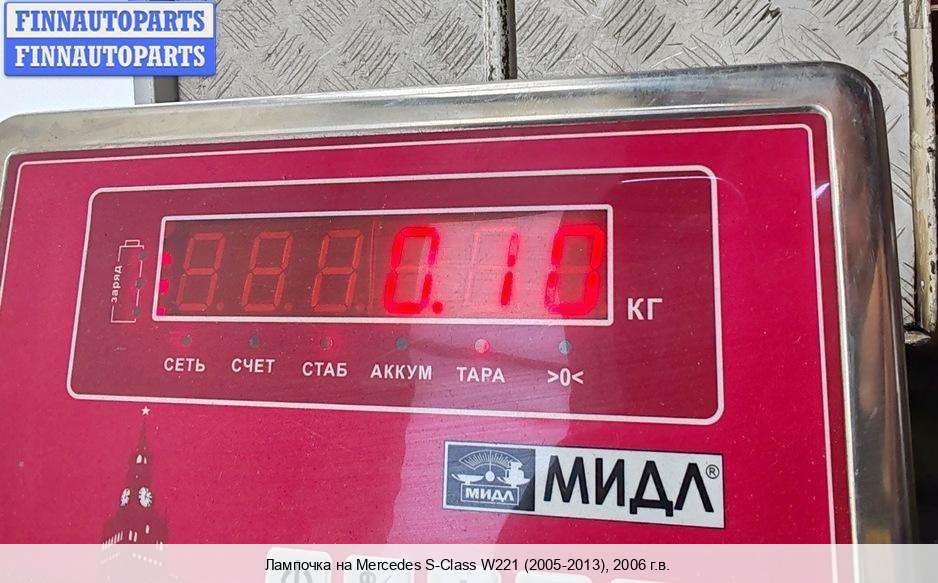 FINNAUTOPARTS
FINNAUTOPARTS
заряд
0.10
КГ
СЕТЬ СЧЕТ СТАБ АККУМ ТАРА >0<
МИДЛ
МИДЛ®
Лампочка на Mercedes S-Class W221 (2005-2013), 2006 г.в.